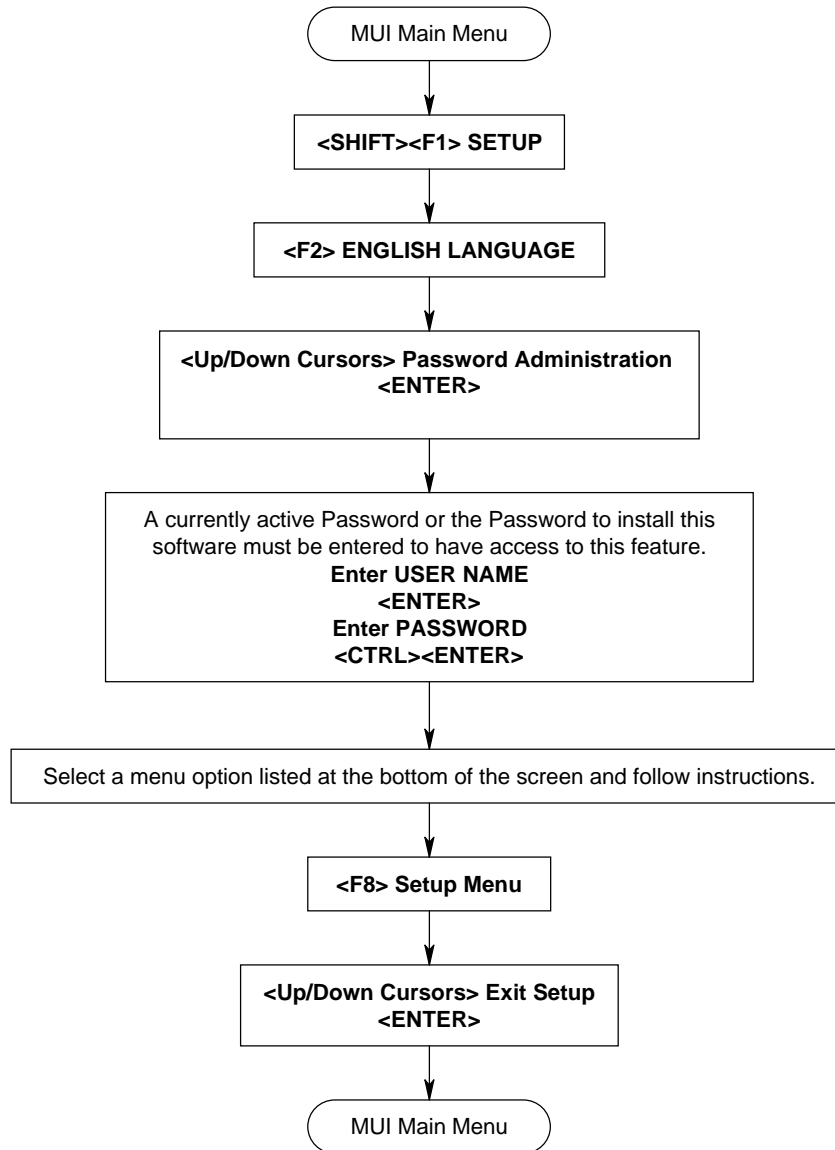 MUI Main Menu
<SHIFT><F1> SETUP
<F2> ENGLISH LANGUAGE
<Up/Down Cursors> Password Administration
<ENTER>
A currently active Password or the Password to install this
software must be entered to have access to this feature.
Enter USER NAME
<ENTER>
Enter PASSWORD
<CTRL><ENTER>
Select a menu option listed at the bottom of the screen and follow instructions.
<F8> Setup Menu
<Up/Down Cursors> Exit Setup
<ENTER>
MUI Main Menu